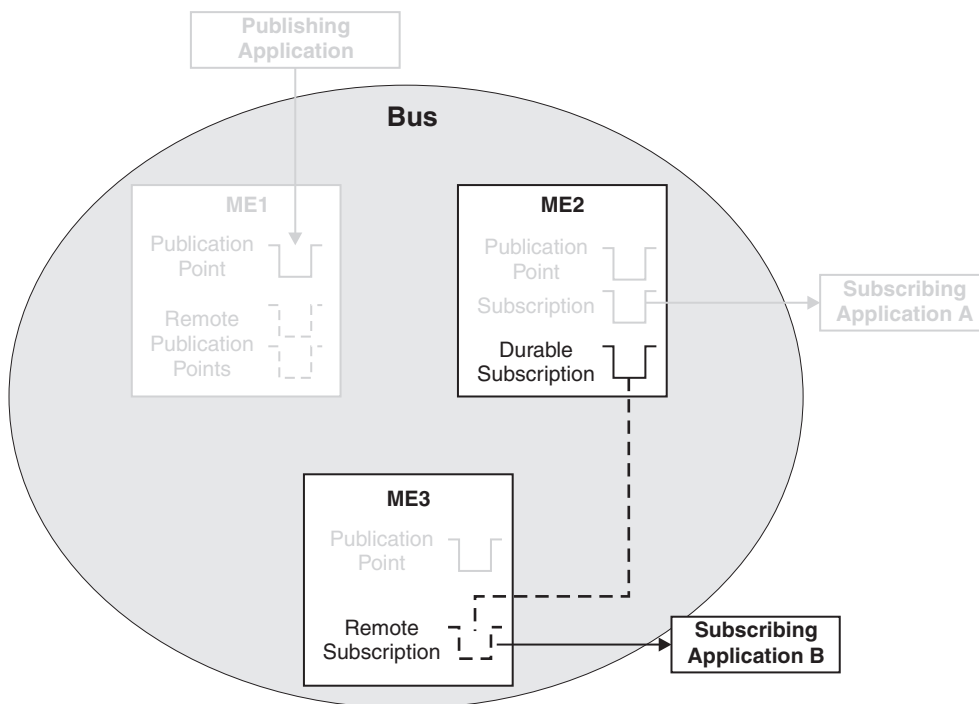 Publishing
Application
Bus
ME1
Publication
Point
Remote
Publication
Points
ME2
Publication
Point
Subscription
Durable
Subscription
Subscribing
Application A
ME3
Publication
Point
Remote
Subscription
Subscribing
Application B